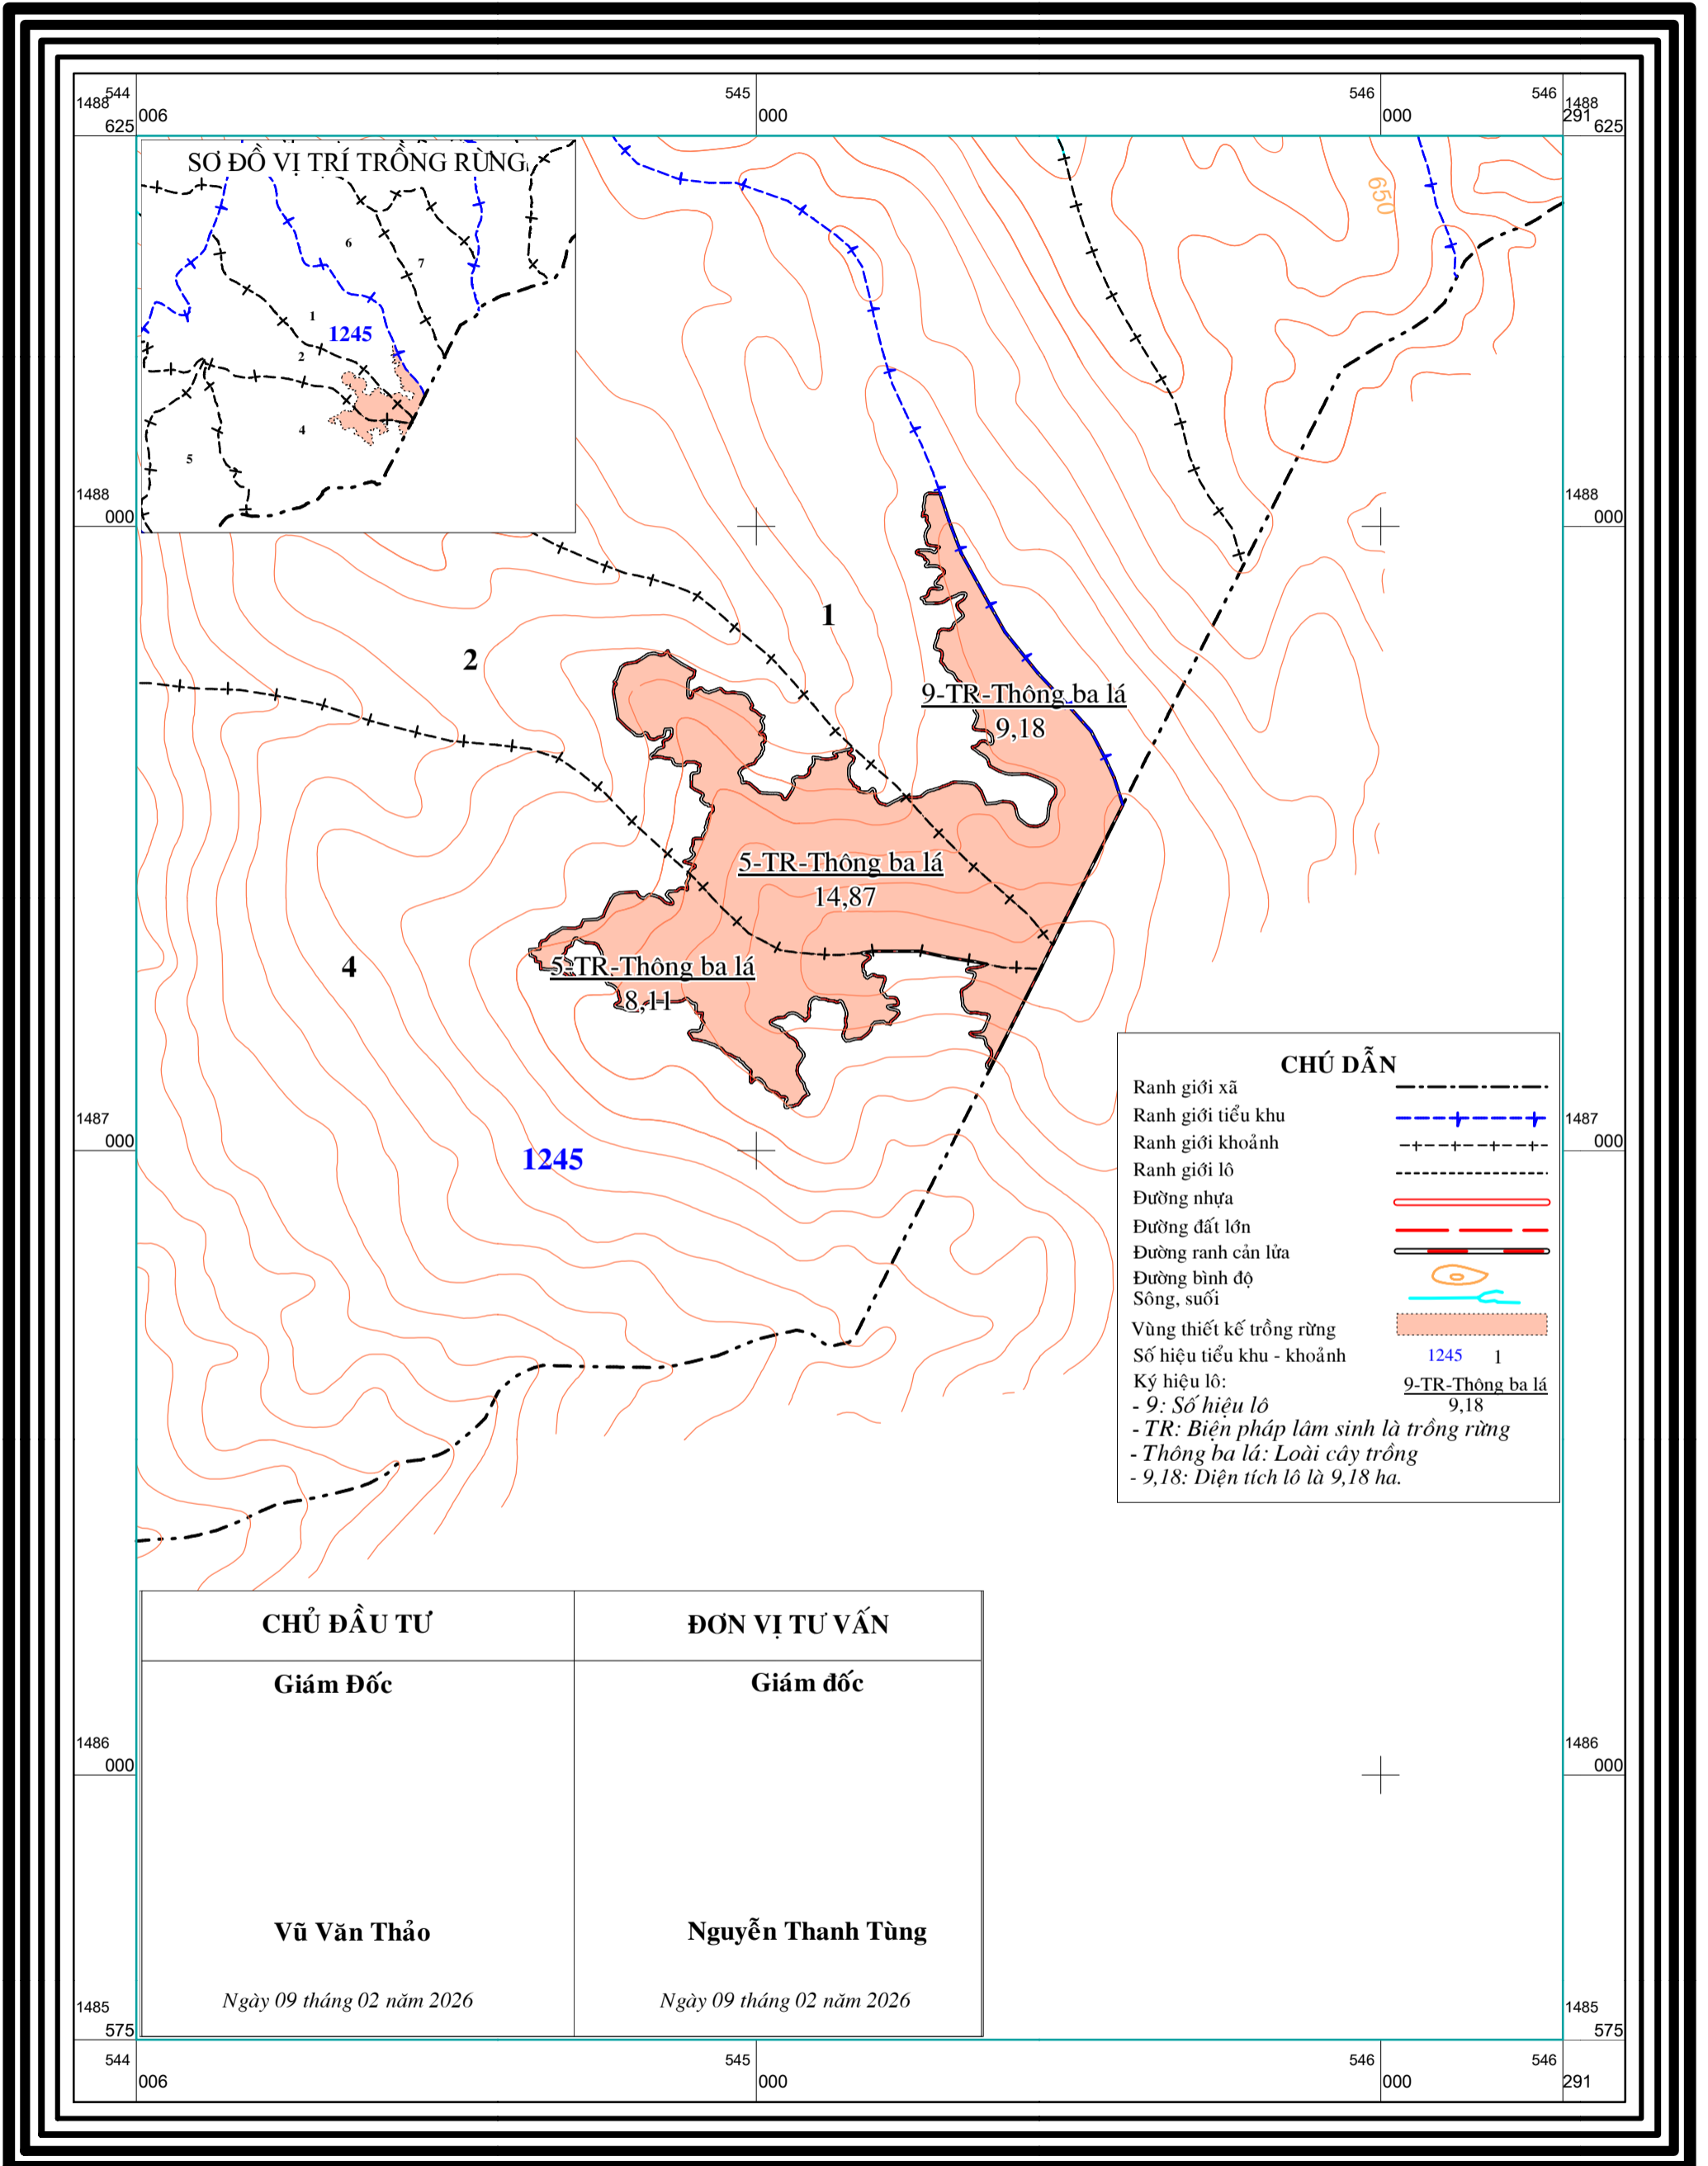 544
545
546
546
1488
625
006
000
000
291
1488
625
SƠ ĐỒ VỊ TRÍ TRỒNG RỪNG
6
7
1
1245
2
4
5
650
1488
000
1488
000
1
2
9-TR-Thông ba lá
9,18
5-TR-Thông ba lá
14,87
4
5-TR-Thông ba lá
8,11
1487
000
1487
000
1245
CHÚ DẪN
Ranh giới xã
Ranh giới tiểu khu
Ranh giới khoảnh
Ranh giới lô
Đường nhựa
Đường đất lớn
Đường ranh cản lửa
Đường bình độ
Sông, suối
Vùng thiết kế trồng rừng
Số hiệu tiểu khu - khoảnh 1245 1
Ký hiệu lô: 9-TR-Thông ba lá
9,18
- 9: Số hiệu lô
- TR: Biện pháp lâm sinh là trồng rừng
- Thông ba lá: Loài cây trồng
- 9,18: Diện tích lô là 9,18 ha.
CHỦ ĐẦU TƯ
ĐƠN VỊ TƯ VẤN
Giám Đốc
Giám đốc
1486
000
1486
000
Vũ Văn Thảo
Nguyễn Thanh Tùng
Ngày 09 tháng 02 năm 2026
Ngày 09 tháng 02 năm 2026
1485
575
1485
575
544
545
546
546
006
000
000
291